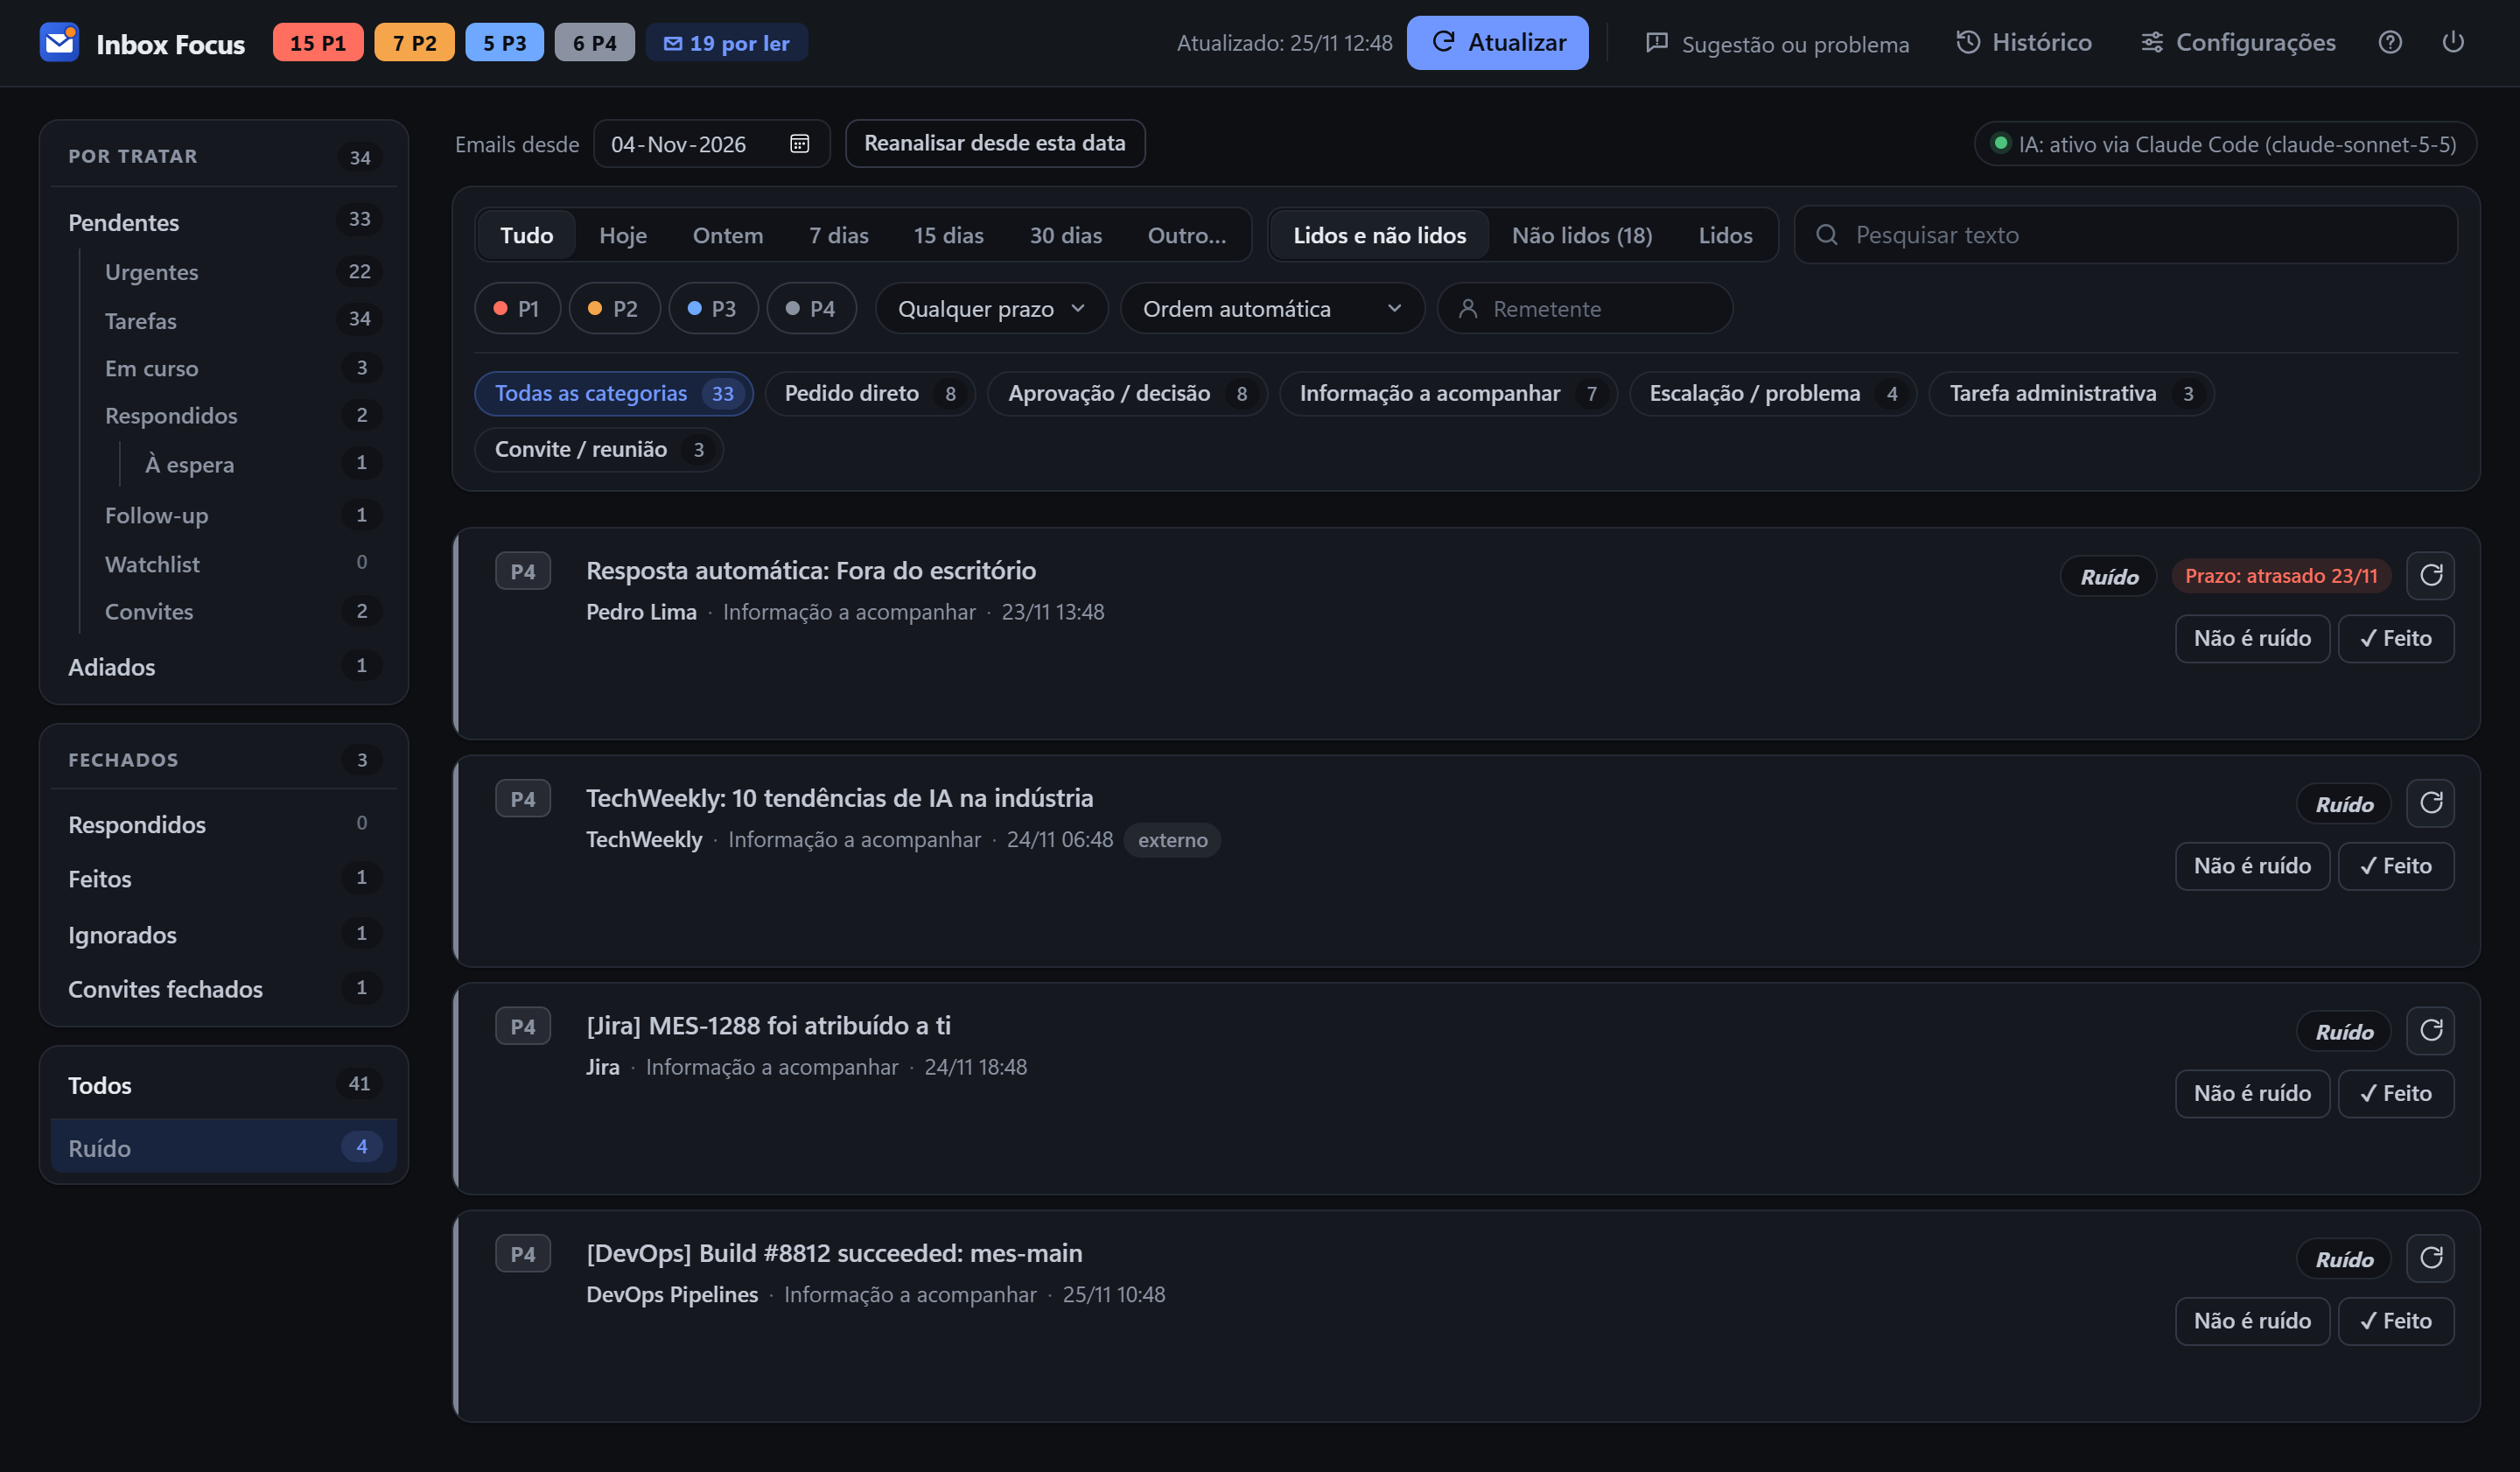 Inbox Focus 15 P1 7 P2 5 P3 6 P4 19 por ler Atualizado: 25/11 12:48 Atualizar Sugestão ou problema Histórico Configurações
POR TRATAR 34
Pendentes 33
Urgentes 22
Tarefas 34
Em curso 3
Respondidos 2
À espera 1
Follow-up 1
Watchlist 0
Convites 2
Adiados 1
FECHADOS 3
Respondidos 0
Feitos 1
Ignorados 1
Convites fechados 1
Todos 41
Ruído 4
Emails desde 04-Nov-2026 Reanalisar desde esta data IA: ativo via Claude Code (claude-sonnet-5-5)
Tudo Hoje Ontem 7 dias 15 dias 30 dias Outro... Lidos e não lidos Não lidos (18) Lidos Pesquisar texto
P1 P2 P3 P4 Qualquer prazo Ordem automática Remetente
Todas as categorias 33 Pedido direto 8 Aprovação / decisão 8 Informação a acompanhar 7 Escalação / problema 4 Tarefa administrativa 3
Convite / reunião 3
P4 Resposta automática: Fora do escritório Ruído Prazo: atrasado 23/11
Pedro Lima · Informação a acompanhar · 23/11 13:48
Não é ruído ✓ Feito
P4 TechWeekly: 10 tendências de IA na indústria Ruído
TechWeekly · Informação a acompanhar · 24/11 06:48 externo
Não é ruído ✓ Feito
P4 [Jira] MES-1288 foi atribuído a ti Ruído
Jira · Informação a acompanhar · 24/11 18:48
Não é ruído ✓ Feito
P4 [DevOps] Build #8812 succeeded: mes-main Ruído
DevOps Pipelines · Informação a acompanhar · 25/11 10:48
Não é ruído ✓ Feito